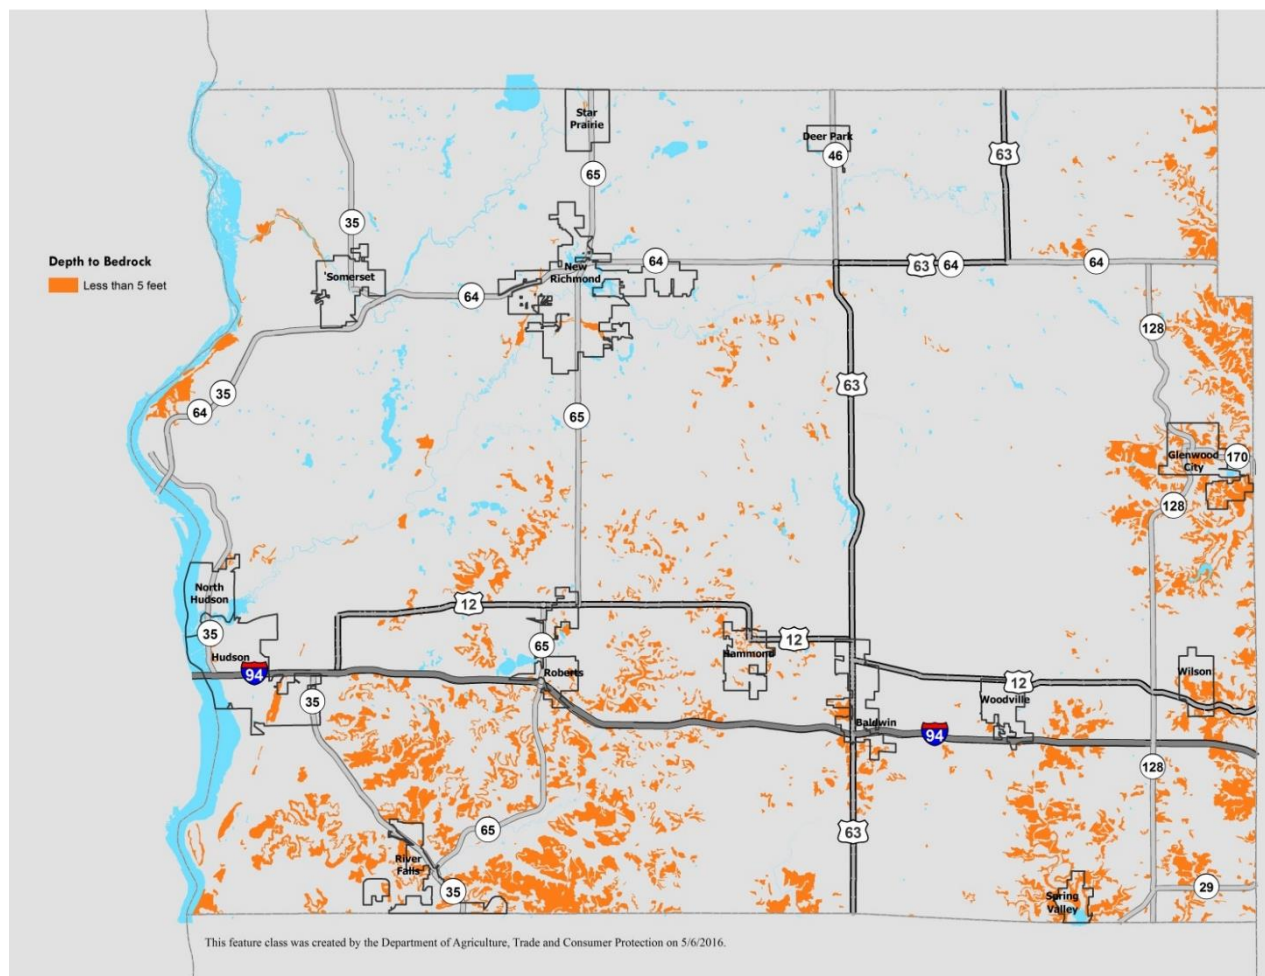 Star
Prairie
Deer Park
46
63
65
35
64
New
Richmond
63
64
64
Depth to Bedrock
Less than 5 feet
Somerset
64
128
63
35
64
65
Glenwood
City
170
128
North
Hudson
12
35
65
Hammond
12
Hudson
94
Roberts
Wilson
12
Woodville
35
Baldwin
94
128
65
63
River
Falls
35
29
Spring
Valley
This feature class was created by the Department of Agriculture, Trade and Consumer Protection on 5/6/2016.